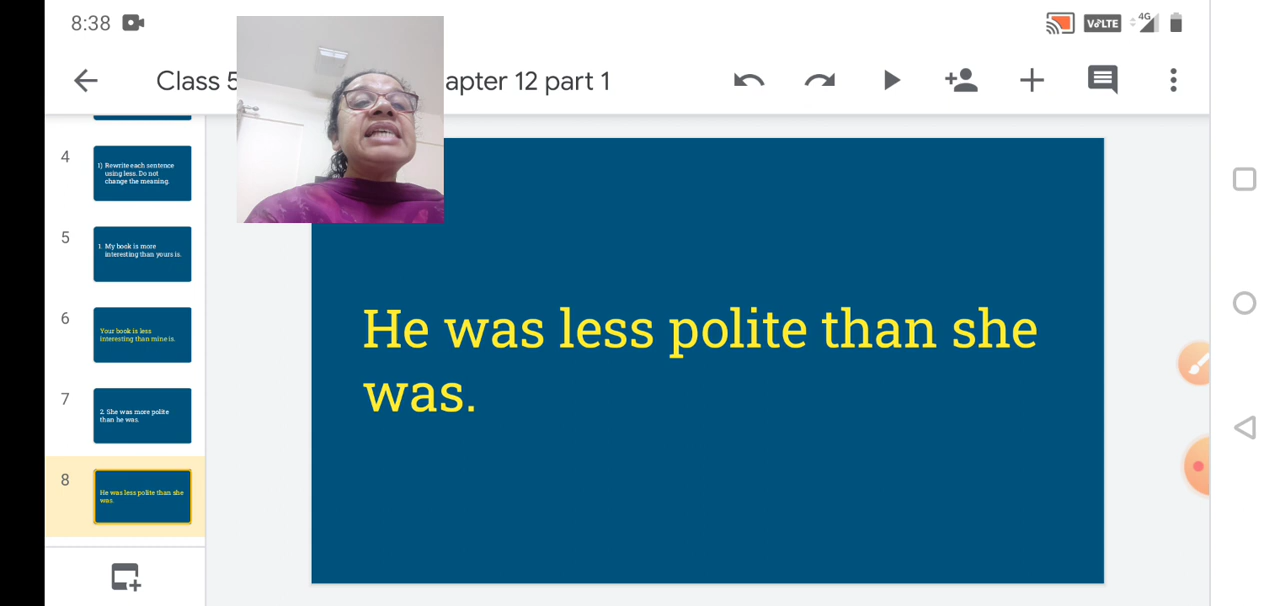 8:38
VoLTE
4G
Class 5
apter 12 part 1
4
1) Rewrite each sentence
using less. Do not
change the meaning.
5
1. My book is more
interesting than yours is.
6
Your book is less
interesting than mine is.
7
2. She was more polite
than he was.
8
He was less polite than she
was.
He was less polite than she
was.